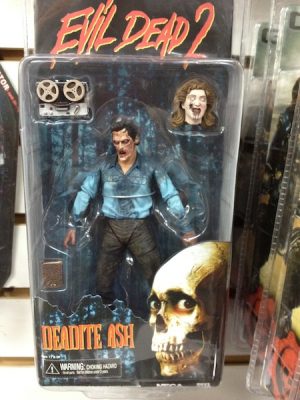 EVIL DEAD 2
DEADITE ASH
WARNING: CHOKING HAZARD
NECA